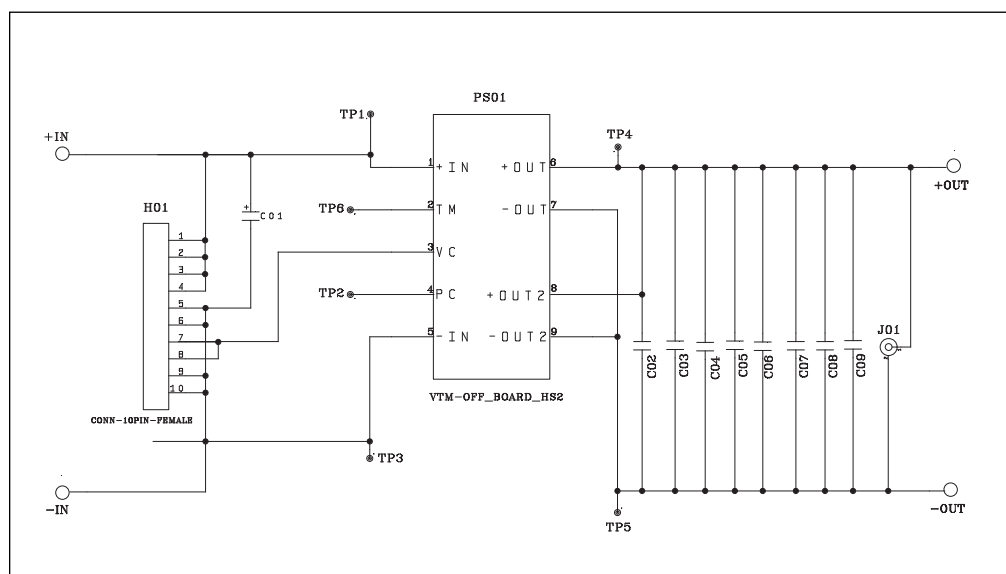 PS01
TP1
TP4
+IN
1 +IN
+OUT 6
+OUT
H01
TP6
2 TM
-OUT 7
+ C01
1
2
3
4
5
6
7
8
9
10
3 VC
TP2
4 PC
+OUT2 8
5 -IN
-OUT2 9
J01
C02
C03
C04
C05
C06
C07
C08
C09
VTM-OFF_BOARD_HS2
CONN-10PIN-FEMALE
TP3
-IN
TP5
-OUT